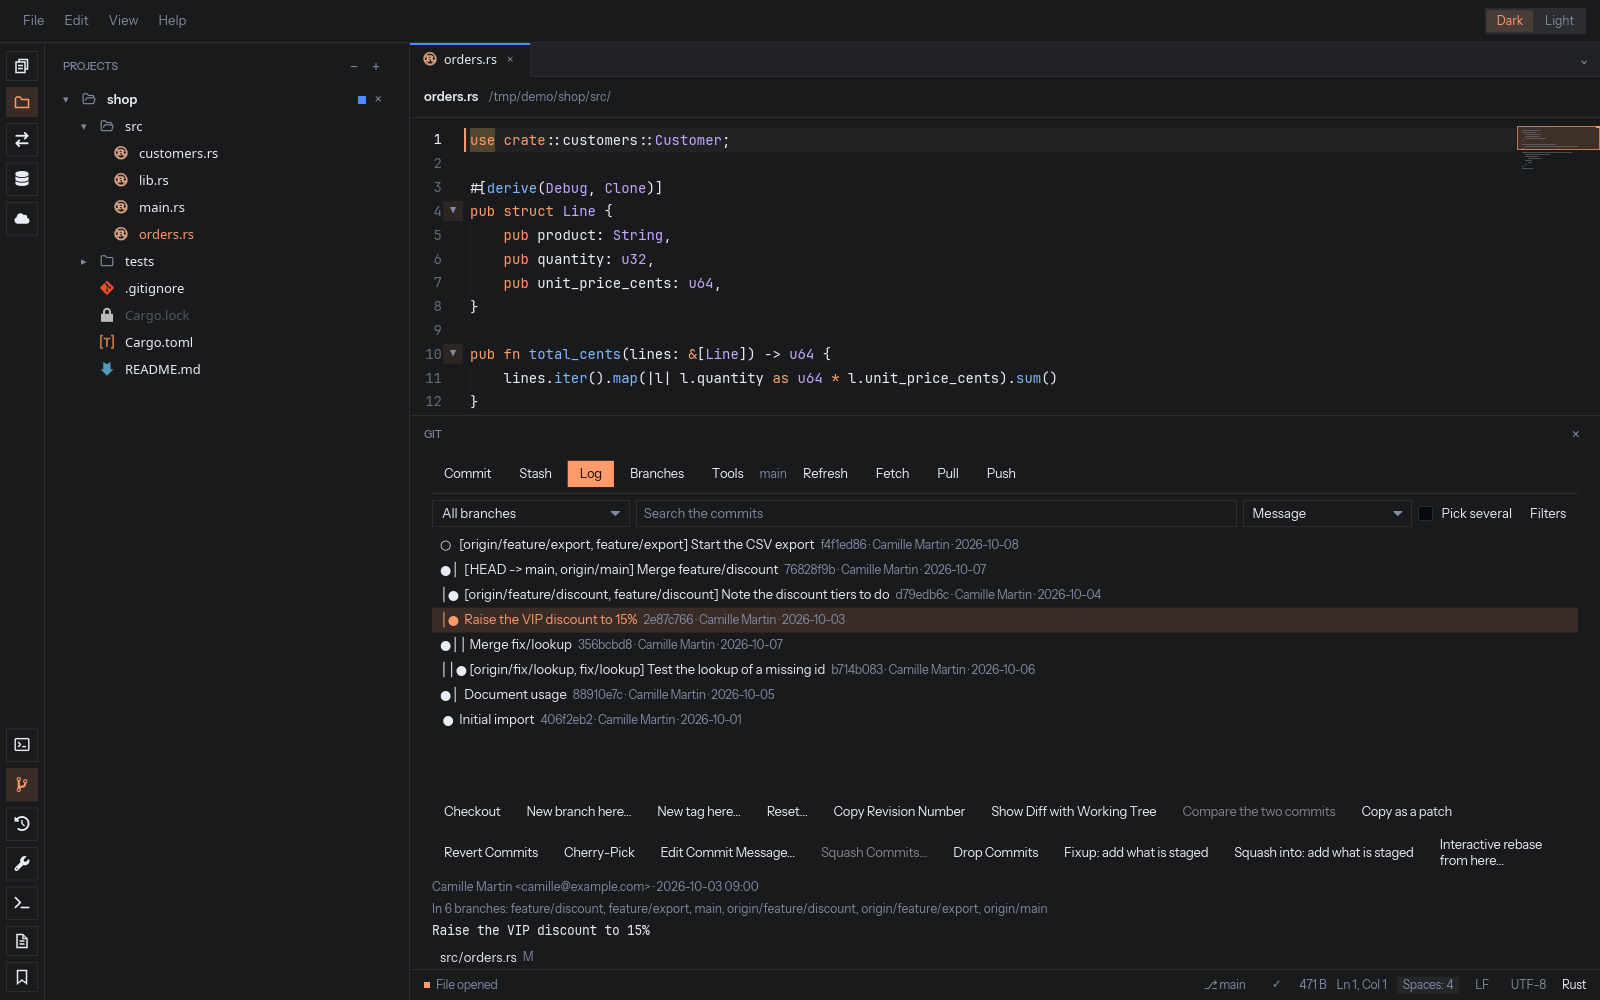 File Edit View Help Dark Light
PROJECTS
shop
src
customers.rs
lib.rs
main.rs
orders.rs
tests
.gitignore
Cargo.lock
Cargo.toml
README.md
orders.rs ×
orders.rs /tmp/demo/shop/src/
1 use crate::customers::Customer;
2
3 #[derive(Debug, Clone)]
4 pub struct Line {
5 pub product: String,
6 pub quantity: u32,
7 pub unit_price_cents: u64,
8 }
9
10 pub fn total_cents(lines: &[Line]) -> u64 {
11 lines.iter().map(|l| l.quantity as u64 * l.unit_price_cents).sum()
12 }
GIT ×
Commit Stash Log Branches Tools main Refresh Fetch Pull Push
All branches Search the commits Message Pick several Filters
[origin/feature/export, feature/export] Start the CSV export f4f1ed86 · Camille Martin · 2026-10-08
[HEAD -> main, origin/main] Merge feature/discount 76828f9b · Camille Martin · 2026-10-07
[origin/feature/discount, feature/discount] Note the discount tiers to do d79edb6c · Camille Martin · 2026-10-04
Raise the VIP discount to 15% 2e87c766 · Camille Martin · 2026-10-03
Merge fix/lookup 356bcbd8 · Camille Martin · 2026-10-07
[origin/fix/lookup, fix/lookup] Test the lookup of a missing id b714b083 · Camille Martin · 2026-10-06
Document usage 88910e7c · Camille Martin · 2026-10-05
Initial import 406f2eb2 · Camille Martin · 2026-10-01
Checkout New branch here... New tag here... Reset... Copy Revision Number Show Diff with Working Tree Compare the two commits Copy as a patch
Revert Commits Cherry-Pick Edit Commit Message... Squash Commits... Drop Commits Fixup: add what is staged Squash into: add what is staged Interactive rebase from here...
Camille Martin <camille@example.com> · 2026-10-03 09:00
In 6 branches: feature/discount, feature/export, main, origin/feature/discount, origin/feature/export, origin/main
Raise the VIP discount to 15%
src/orders.rs M
File opened main ✓ 471 B Ln 1, Col 1 Spaces: 4 LF UTF-8 Rust